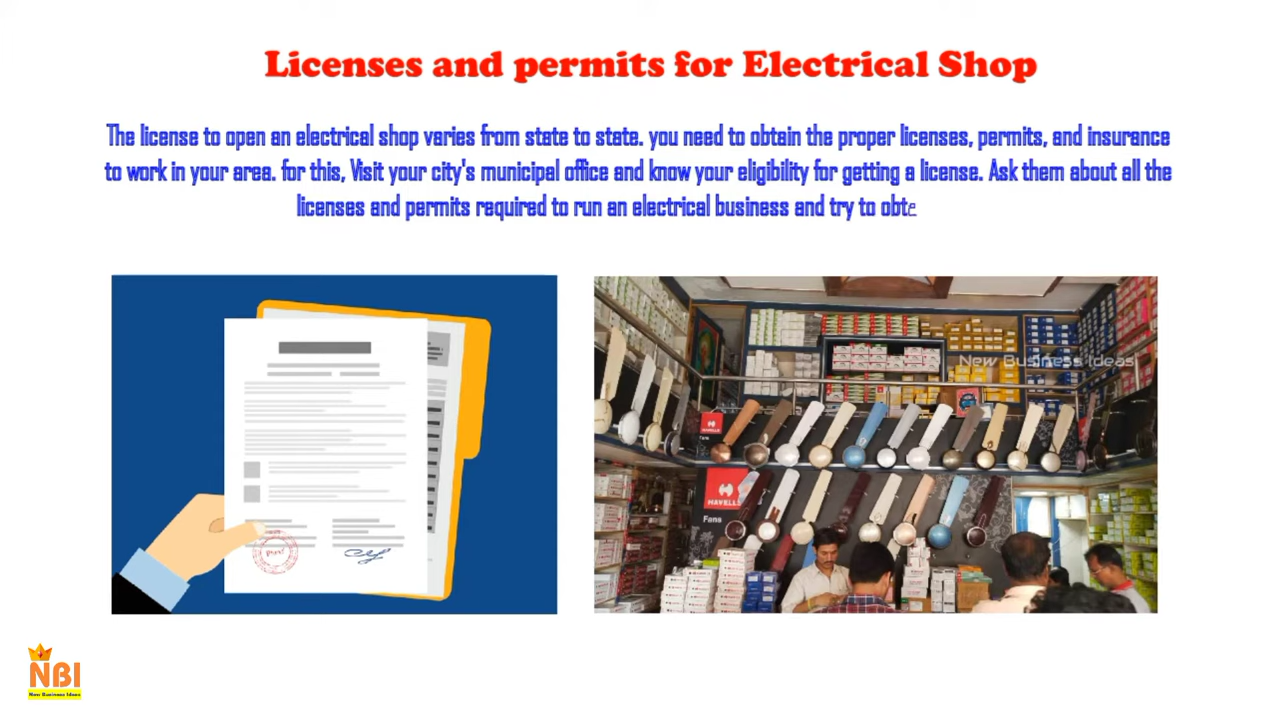 Licenses and permits for Electrical Shop
The license to open an electrical shop varies from state to state. you need to obtain the proper licenses, permits, and insurance
to work in your area. for this, Visit your city's municipal office and know your eligibility for getting a license. Ask them about all the
licenses and permits required to run an electrical business and try to obt
New Business Ideas
HAVELLS
Fans
NBI
New Business Ideas